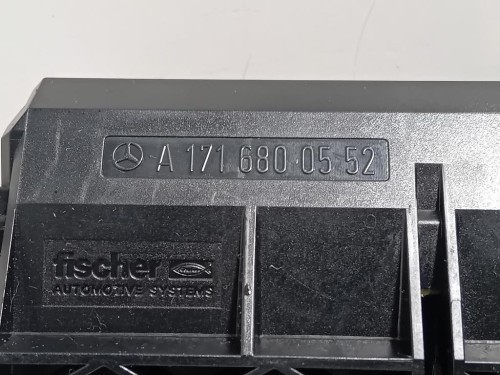 A 171 680 05 52
fischer
AUTOMOTIVE SYSTEMS